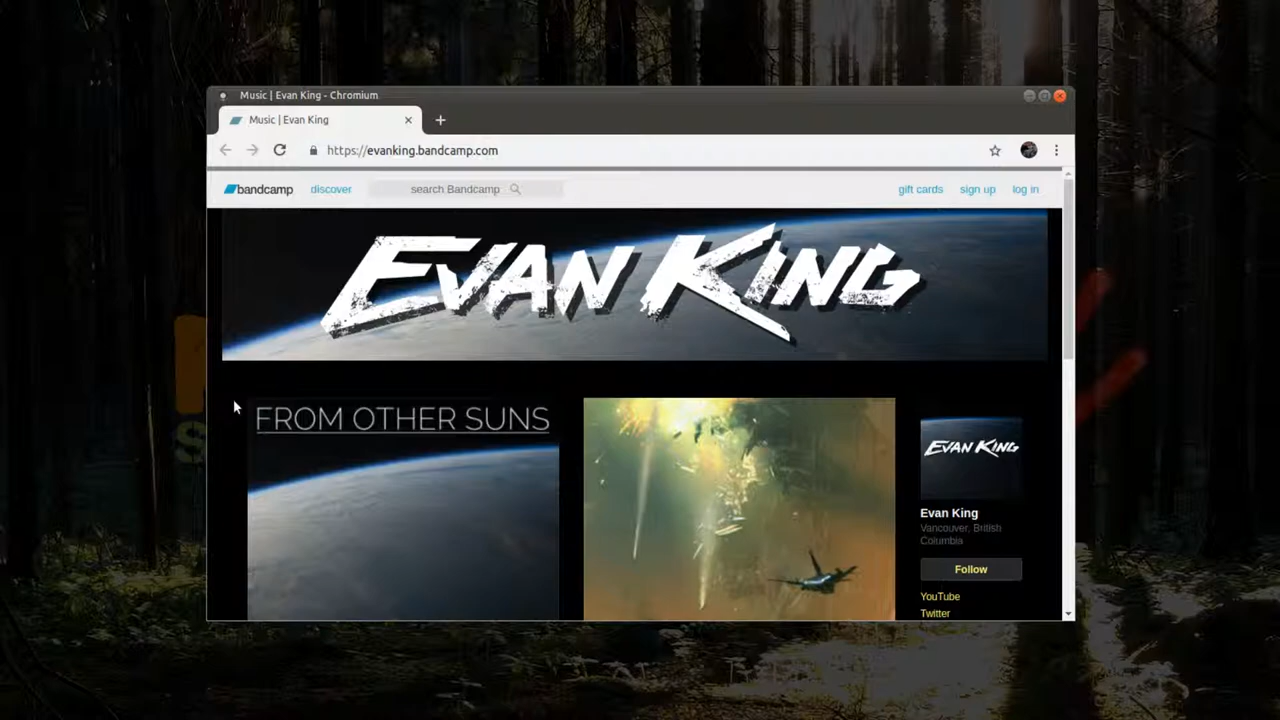 Music | Evan King - Chromium
Music | Evan King
https://evanking.bandcamp.com
bandcamp discover search Bandcamp gift cards sign up log in
EVAN KING
FROM OTHER SUNS
EVAN KING
Evan King
Vancouver, British
Columbia
Follow
YouTube
Twitter